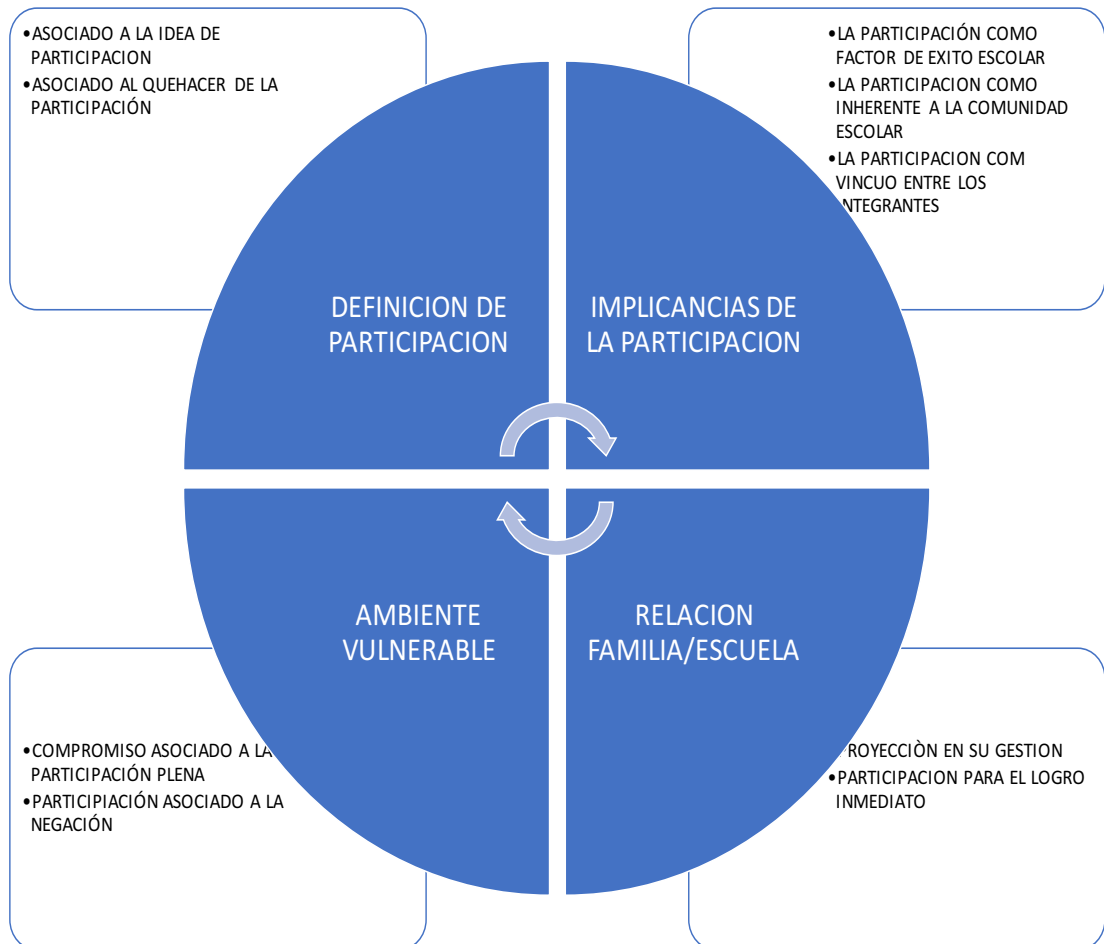 •ASOCIADO A LA IDEA DE
PARTICIPACION
•ASOCIADO AL QUEHACER DE LA
PARTICIPACIÓN
•LA PARTICIPACIÓN COMO
FACTOR DE EXITO ESCOLAR
•LA PARTICIPACIÓN COMO
INHERENTE A LA COMUNIDAD
ESCOLAR
•LA PARTICIPACION COM
VINCUO ENTRE LOS
NTEGRANTES
DEFINICION DE
PARTICIPACION
IMPLICANCIAS DE
LA PARTICIPACION
AMBIENTE
VULNERABLE
RELACION
FAMILIA/ESCUELA
•COMPROMISO ASOCIADO A LA
PARTICIPACIÓN PLENA
•PARTICIPIACIÓN ASOCIADO A LA
NEGACIÓN
ROYECCIÒN EN SU GESTION
•PARTICIPACION PARA EL LOGRO
INMEDIATO